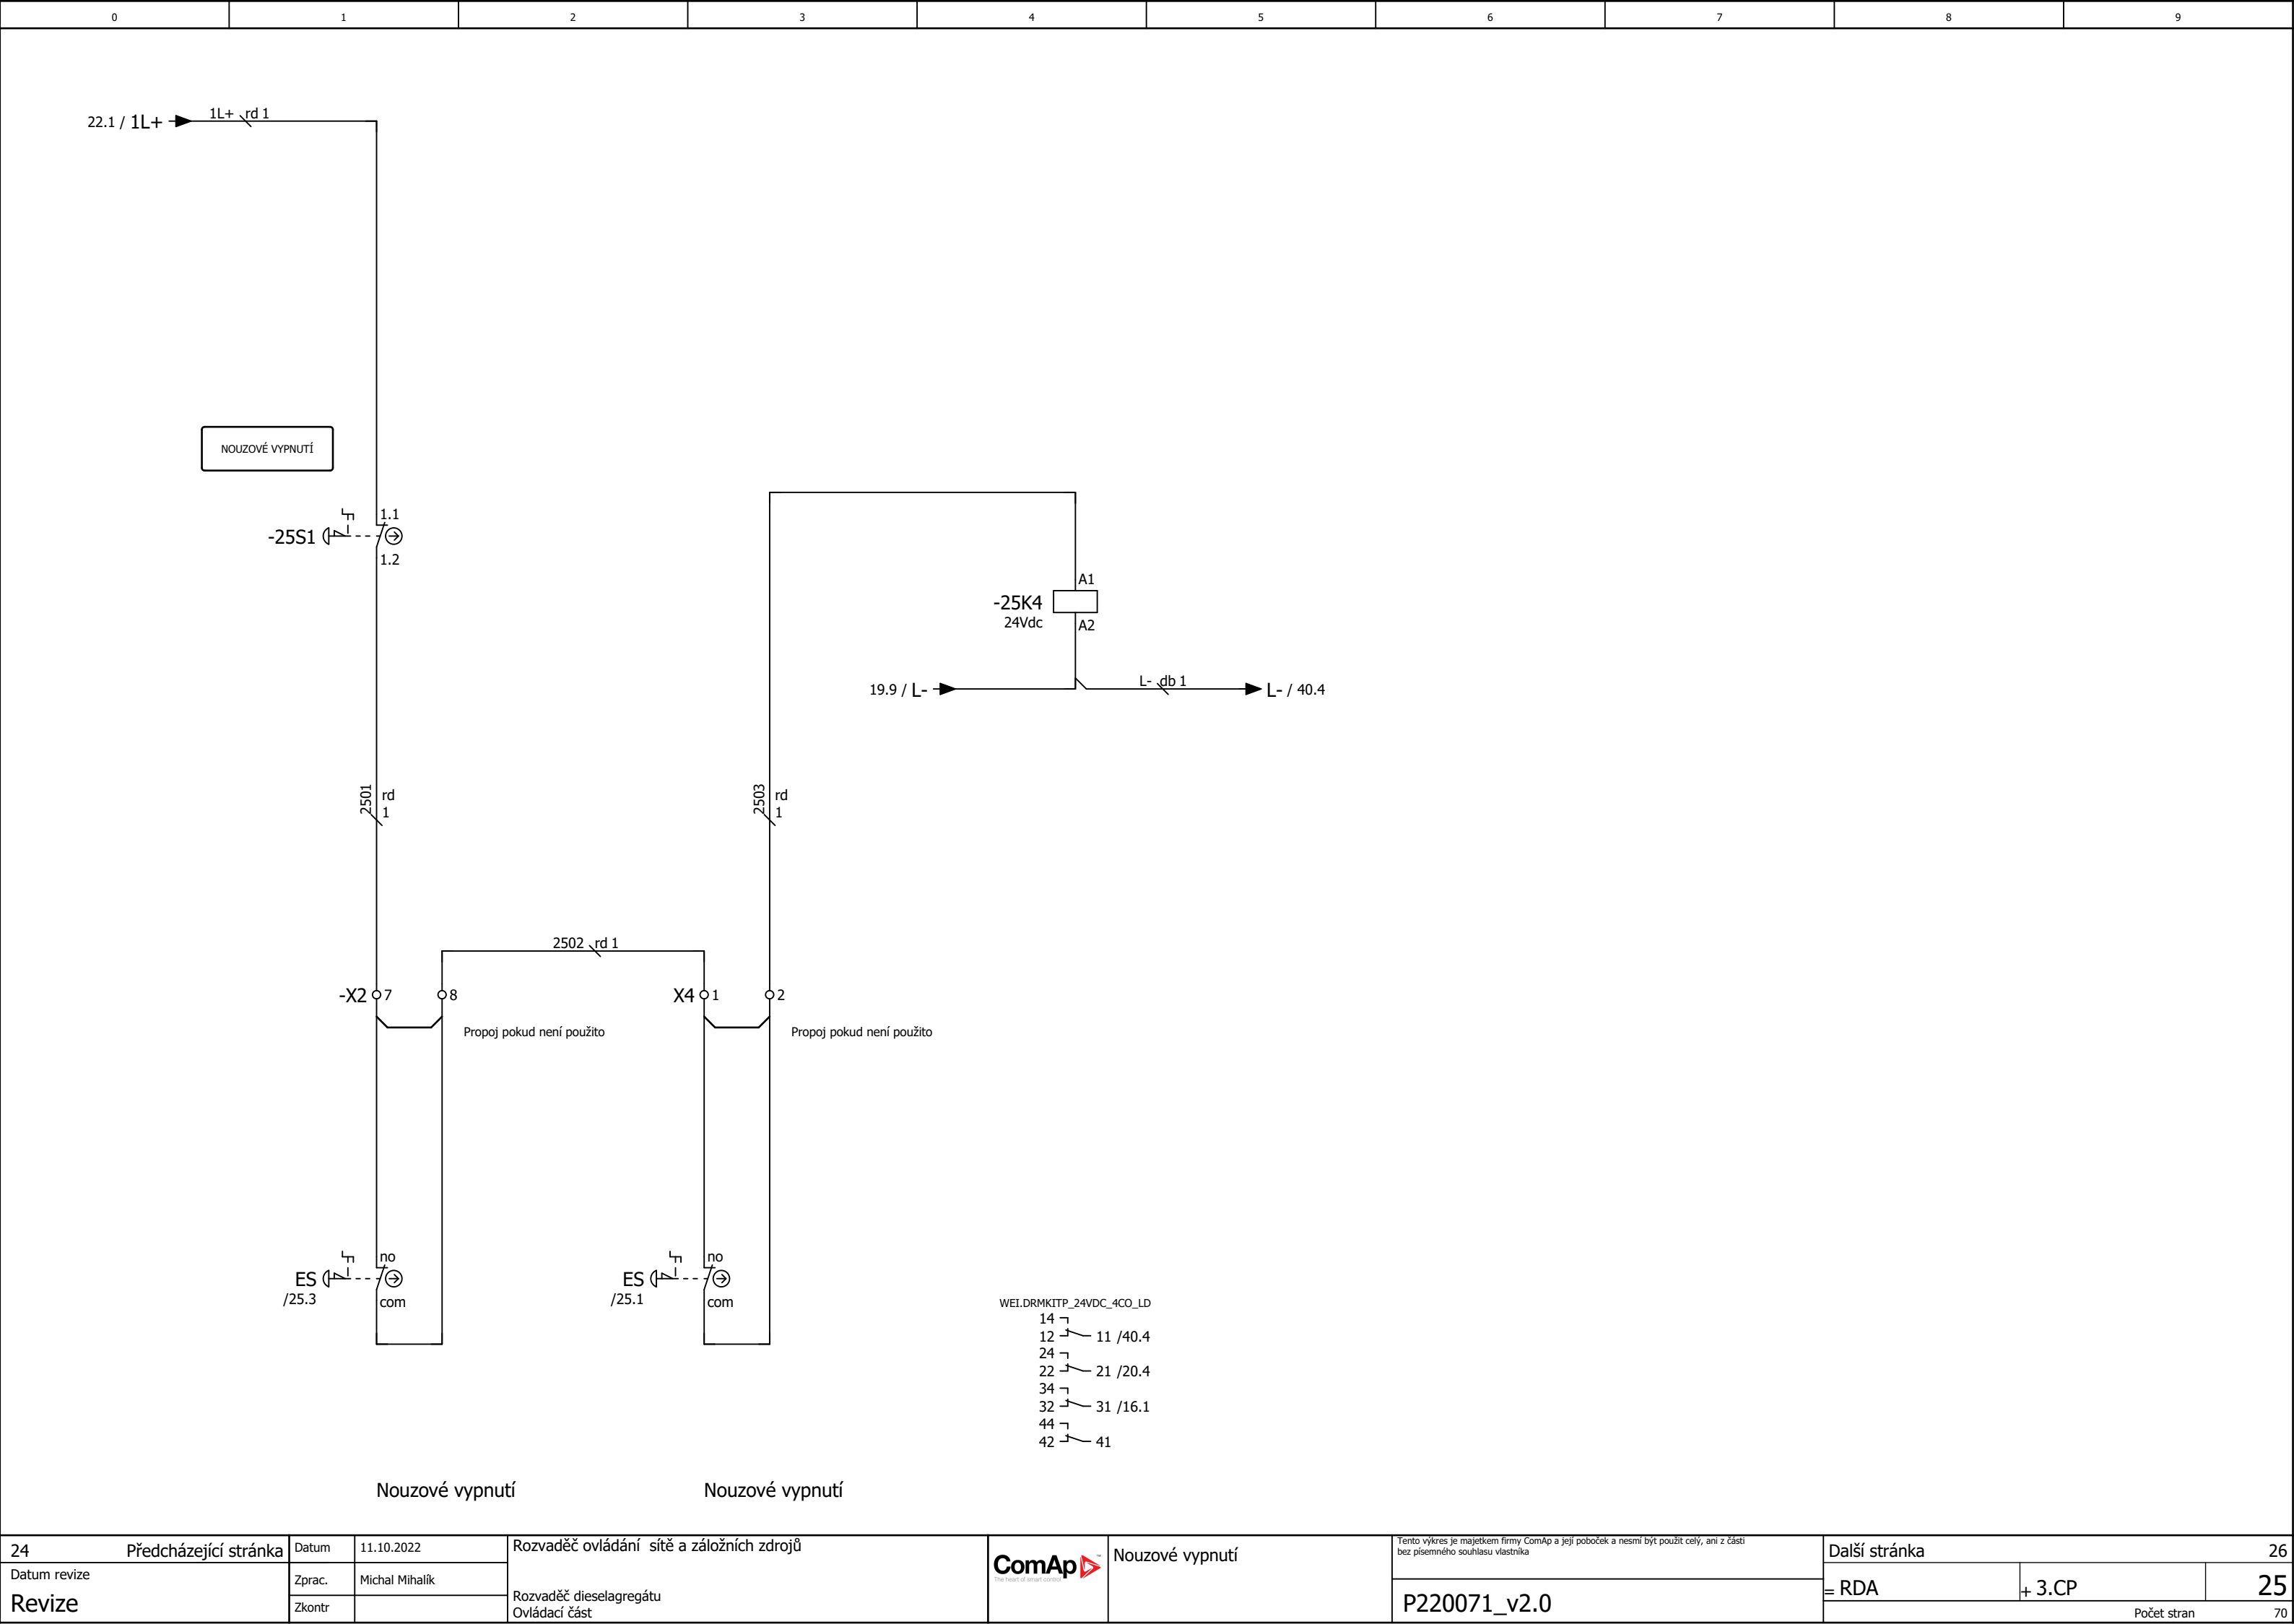 0 1 2 3 4 5 6 7 8 9
22.1 / 1L+
1L+ rd 1
NOUZOVÉ VYPNUTÍ
-25S1
1.1
1.2
-25K4
24Vdc
A1
A2
19.9 / L-
L- db 1
L- / 40.4
2501
rd
1
2503
rd
1
2502 rd 1
-X2 7 8
X4 1 2
Propoj pokud není použito
Propoj pokud není použito
ES
/25.3
no
com
ES
/25.1
no
com
WEI.DRMKITP_24VDC_4CO_LD
14
12 11 /40.4
24
22 21 /20.4
34
32 31 /16.1
44
42 41
Nouzové vypnutí
Nouzové vypnutí
24 Předcházející stránka
Datum revize
Revize
Datum 11.10.2022
Zprac. Michal Mihalík
Zkontr
Rozvaděč ovládání sítě a záložních zdrojů
Rozvaděč dieselagregátu
Ovládací část
ComAp
The heart of smart control
Nouzové vypnutí
Tento výkres je majetkem firmy ComAp a její poboček a nesmí být použit celý, ani z části
bez písemného souhlasu vlastníka
P220071_v2.0
Další stránka 26
= RDA + 3.CP 25
Počet stran 70